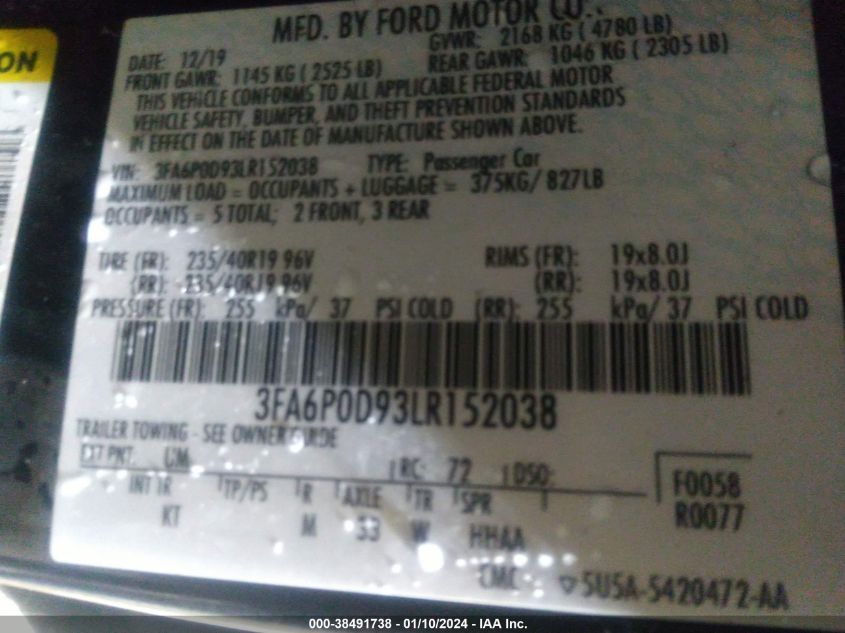 ON
MFD. BY FORD MOTOR CO.
DATE: 12/19 GVWR: 2168 KG ( 4780 LB)
FRONT GAWR: 1145 KG ( 2525 LB) REAR GAWR: 1046 KG ( 2305 LB)
THIS VEHICLE CONFORMS TO ALL APPLICABLE FEDERAL MOTOR
VEHICLE SAFETY, BUMPER, AND THEFT PREVENTION STANDARDS
IN EFFECT ON THE DATE OF MANUFACTURE SHOWN ABOVE.
VIN: 3FA6P0D93LR152038 TYPE: Passenger Car
MAXIMUM LOAD = OCCUPANTS + LUGGAGE = 375KG/ 827LB
OCCUPANTS = 5 TOTAL; 2 FRONT, 3 REAR
TIRE (FR): 235/40R19 96V RIMS (FR): 19x8.0J
(RR): 235/40R19 96V (RR): 19x8.0J
PRESSURE (FR): 255 kPa/ 37 PSI COLD (RR): 255 kPa/ 37 PSI COLD
3FA6P0D93LR152038
TRAILER TOWING - SEE OWNER GUIDE
EXT PNT: UM RC: 72 DSO: F0058
INT TR TP/PS R AXLE TR SPR R0077
KT M 33 W HHAA
CMC ▽ 5U5A-5420472-AA
000-38491738 - 01/10/2024 - IAA Inc.